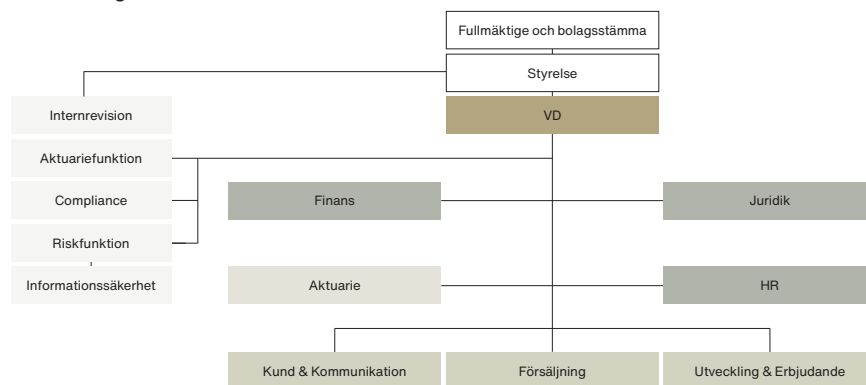 Fullmäktige och bolagsstämma
Styrelse
Internrevision
VD
Aktuariefunktion
Compliance
Finans
Juridik
Riskfunktion
Informationssäkerhet
Aktuarie
HR
Kund & Kommunikation
Försäljning
Utveckling & Erbjudande